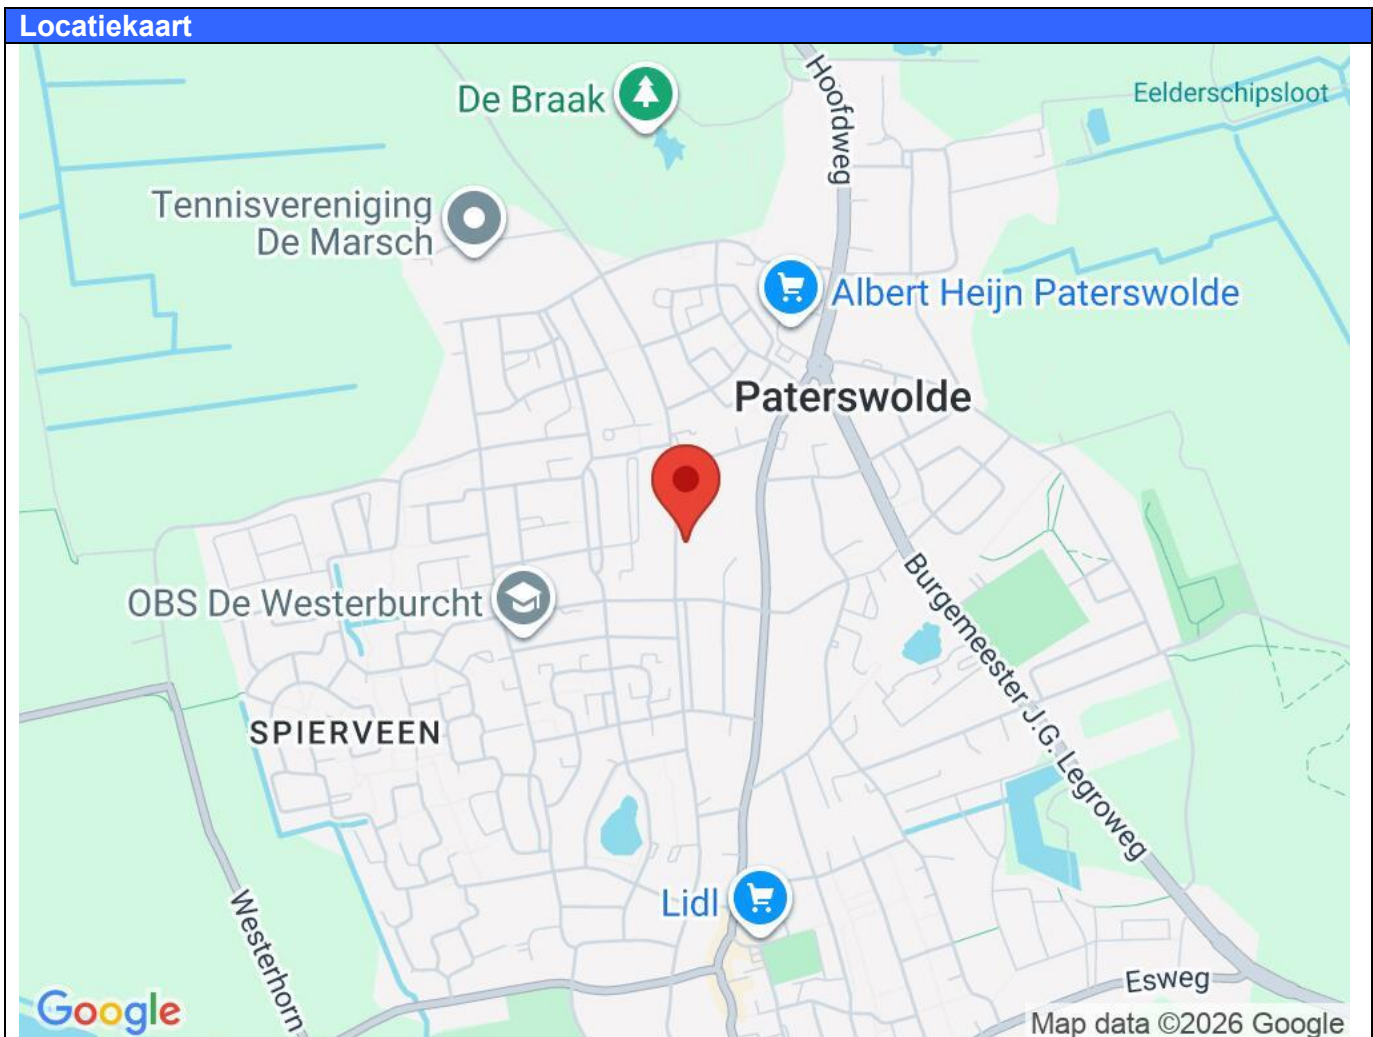 Locatiekaart
De Braak
Hoofdweg
Eelderschipsloot
Tennisvereniging
De Marsch
Albert Heijn Paterswolde
Paterswolde
OBS De Westerburcht
Burgemeester J.G. Legroweg
SPIERVEEN
Lidl
Westerhorn
Esweg
Google
Map data ©2026 Google